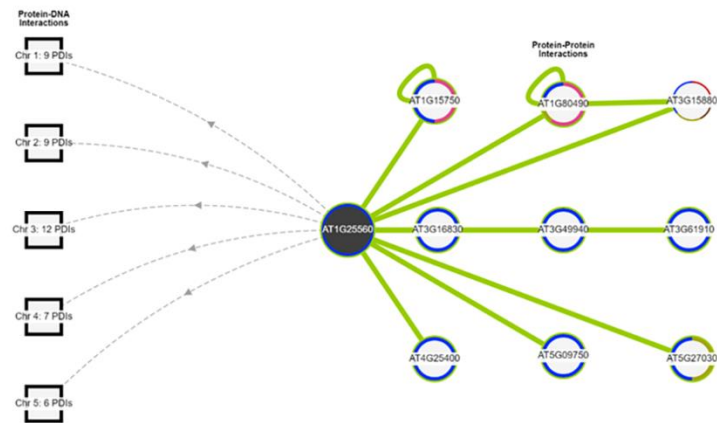 Protein-DNA
Interactions
Chr 1: 9 PDIs
Chr 2: 9 PDIs
Chr 3: 12 PDIs
Chr 4: 7 PDIs
Chr 5: 6 PDIs
AT1G25560
Protein-Protein
Interactions
AT1G15750
AT1G80490
AT3G15880
AT3G16830
AT3G49940
AT3G61910
AT4G25400
AT5G09750
AT5G27030